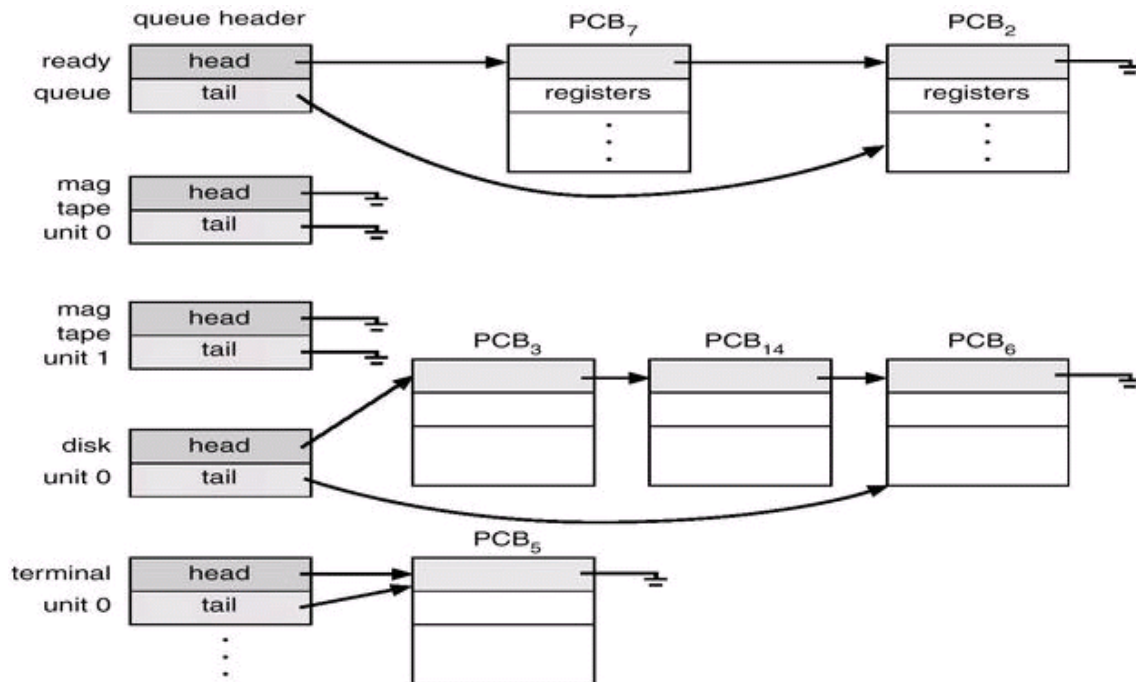 queue header
PCB₇
PCB₂
ready
queue
head
tail
registers
registers
mag
tape
unit 0
head
tail
mag
tape
unit 1
head
tail
PCB₃
PCB₁₄
PCB₆
disk
unit 0
head
tail
PCB₅
terminal
unit 0
head
tail